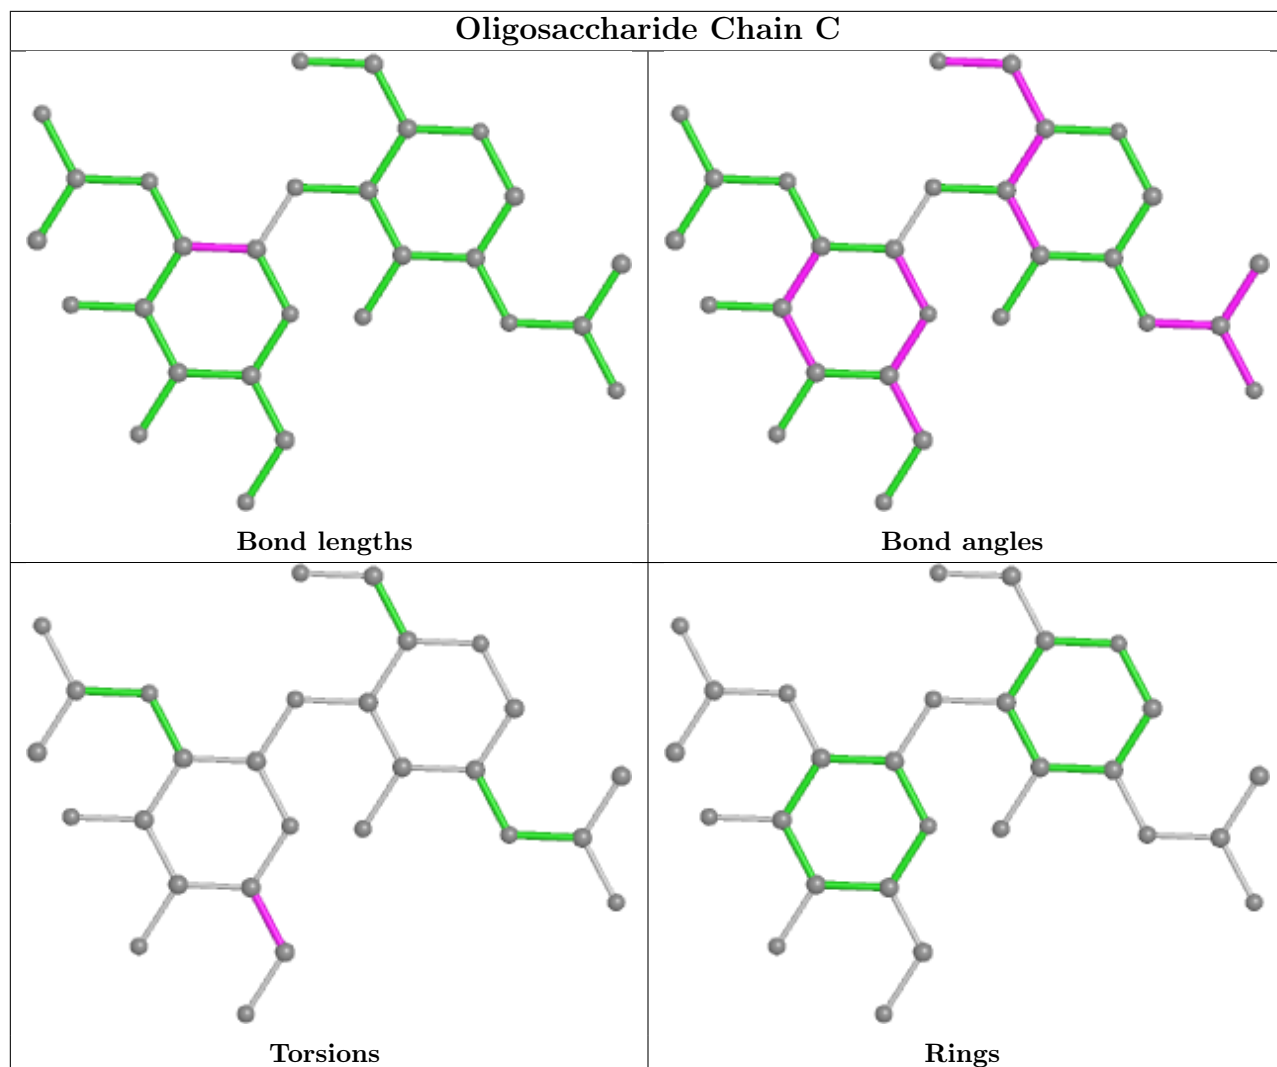 Oligosaccharide Chain C
Bond lengths
Bond angles
Torsions
Rings